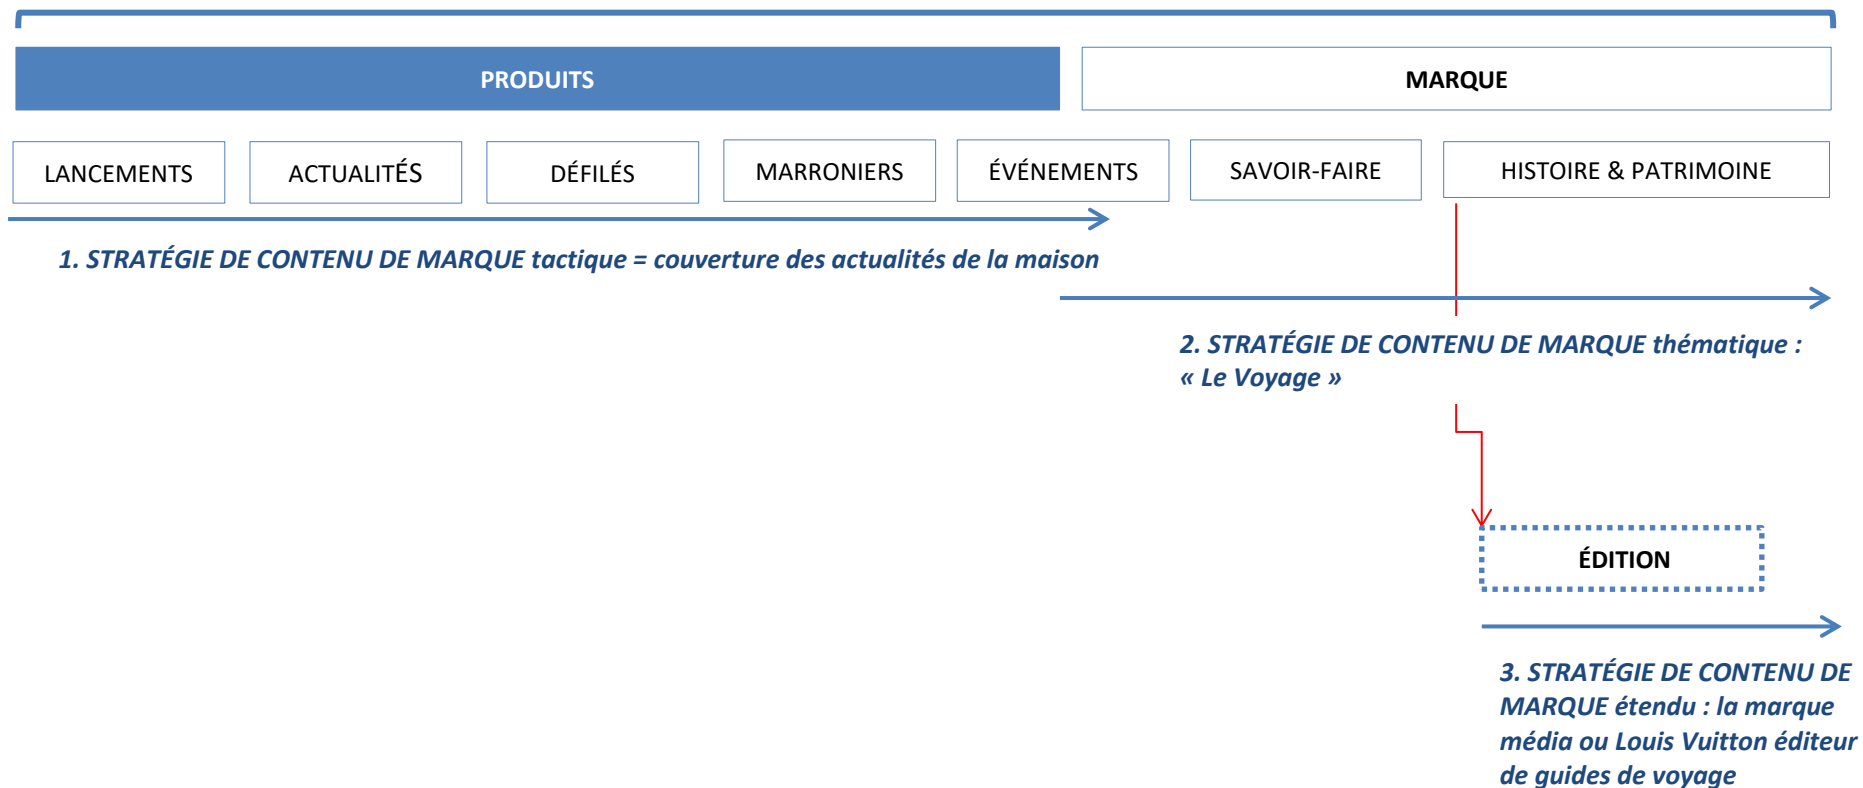 PRODUITS
MARQUE
LANCEMENTS
ACTUALITÉS
DÉFILÉS
MARRONIERS
ÉVÉNEMENTS
SAVOIR-FAIRE
HISTOIRE & PATRIMOINE
1. STRATÉGIE DE CONTENU DE MARQUE tactique = couverture des actualités de la maison
2. STRATÉGIE DE CONTENU DE MARQUE thématique :
« Le Voyage »
ÉDITION
3. STRATÉGIE DE CONTENU DE
MARQUE étendu : la marque
média ou Louis Vuitton éditeur
de guides de voyage